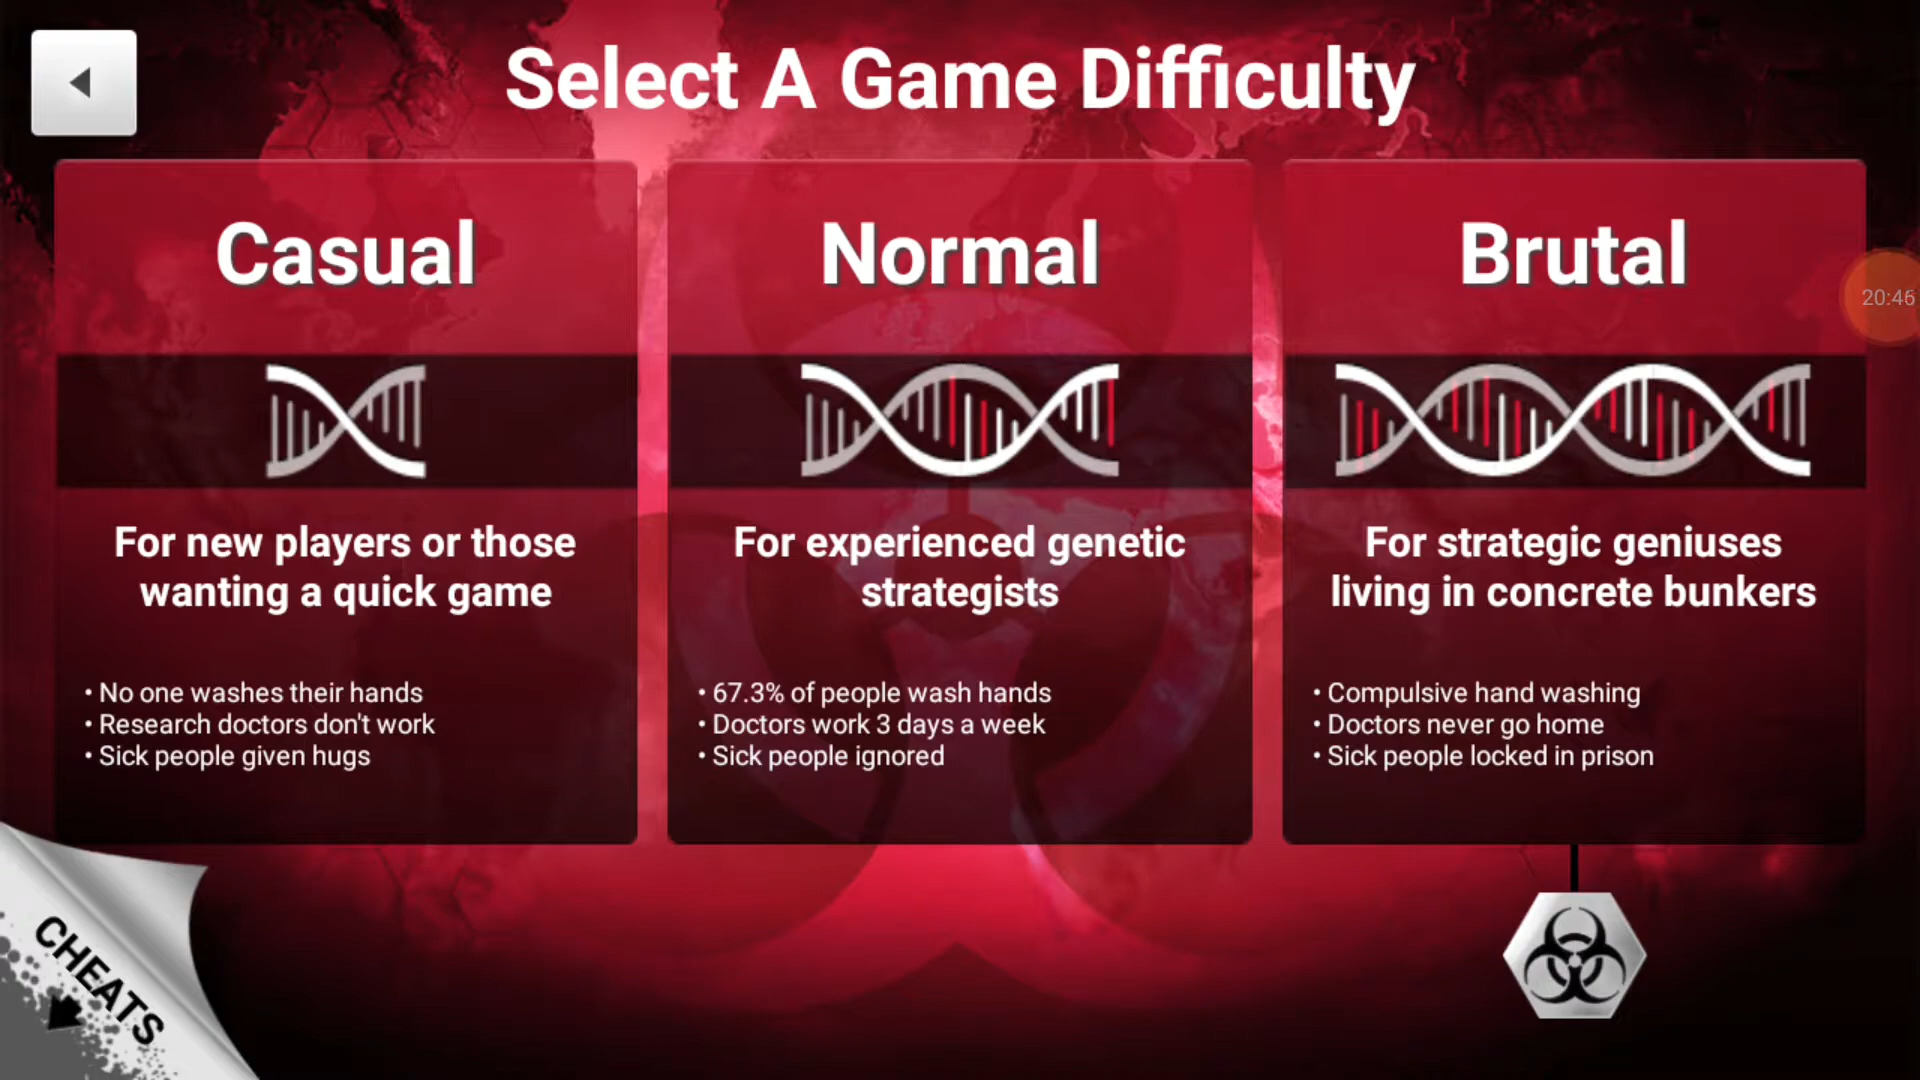 Select A Game Difficulty
Casual
For new players or those
wanting a quick game
• No one washes their hands
• Research doctors don't work
• Sick people given hugs
Normal
For experienced genetic
strategists
• 67.3% of people wash hands
• Doctors work 3 days a week
• Sick people ignored
Brutal
For strategic geniuses
living in concrete bunkers
• Compulsive hand washing
• Doctors never go home
• Sick people locked in prison
20:46
CHEATS